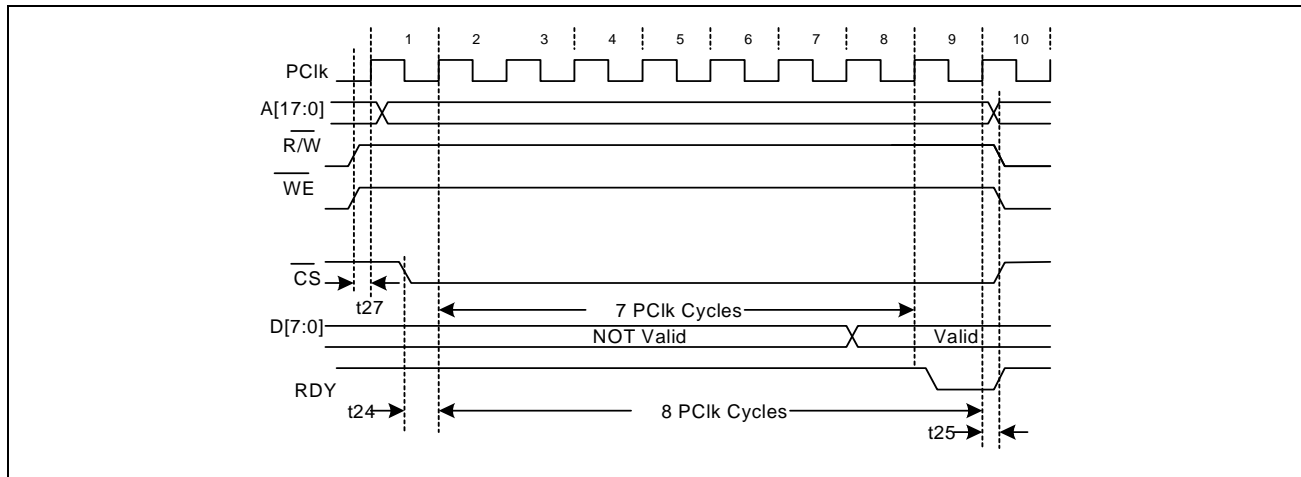 1 2 3 4 5 6 7 8 9 10
PClk
A[17:0]
R/W
WE
CS
t27
7 PClk Cycles
D[7:0]
NOT Valid
Valid
RDY
t24
8 PClk Cycles
t25